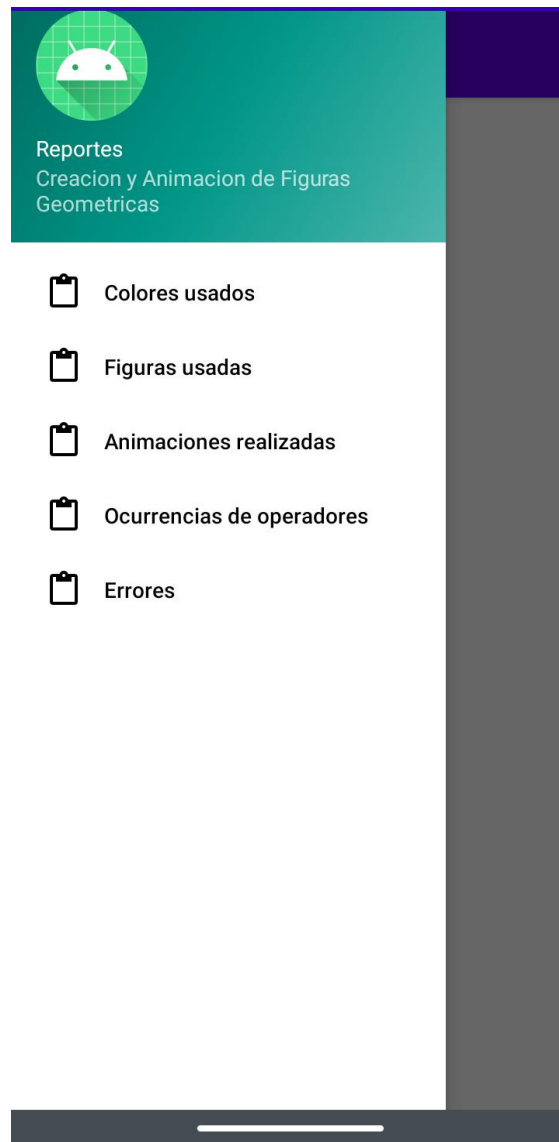 Reportes
Creacion y Animacion de Figuras
Geometricas
Colores usados
Figuras usadas
Animaciones realizadas
Ocurrencias de operadores
Errores